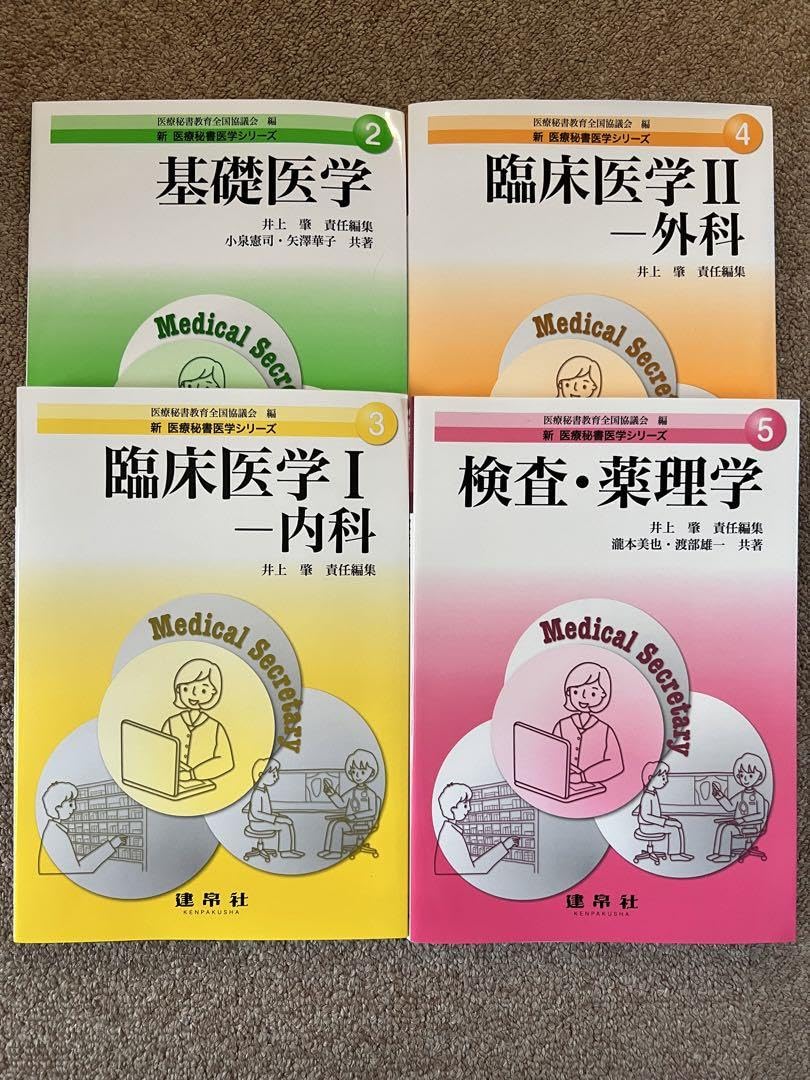 医療秘書教育全国協議会 編
新 医療秘書医学シリーズ 2
基礎医学
井上 肇 責任編集
小泉憲司・矢澤華子 共著
Medical Secre
医療秘書教育全国協議会 編
新 医療秘書医学シリーズ 4
臨床医学II
－外科
井上 肇 責任編集
Medical Secre
医療秘書教育全国協議会 編
新 医療秘書医学シリーズ 3
臨床医学I
－内科
井上 肇 責任編集
Medical Secretary
建帛社
KENPAKUSHA
医療秘書教育全国協議会 編
新 医療秘書医学シリーズ 5
検査・薬理学
井上 肇 責任編集
瀧本美也・渡部雄一 共著
Medical Secretary
建帛社
KENPAKUSHA